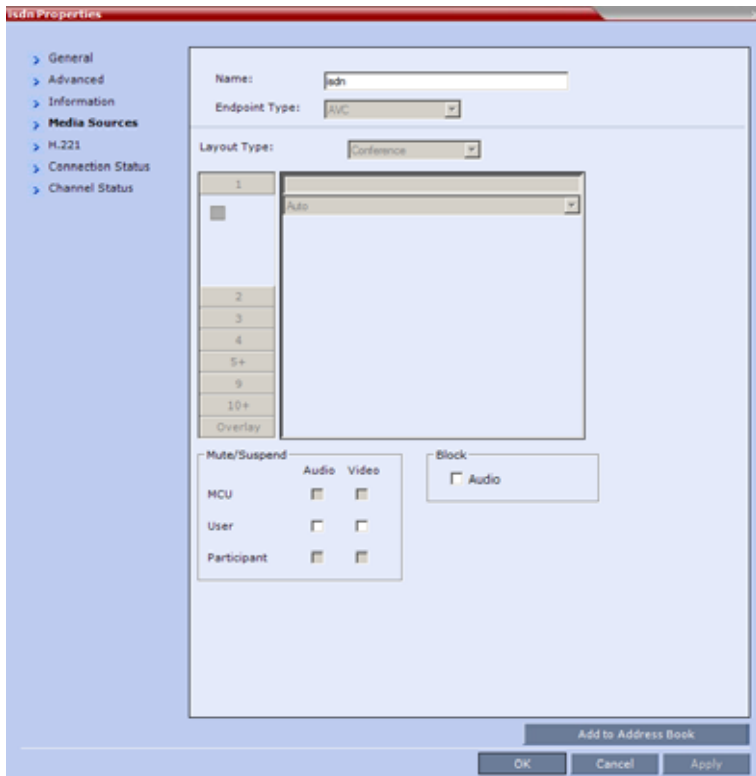 isdn Properties
General
Advanced
Information
Media Sources
H.221
Connection Status
Channel Status
Name: isdn
Endpoint Type: AVC
Layout Type: Conference
1
Auto
2
3
4
5+
9
10+
Overlay
Mute/Suspend
Audio Video
MCU
User
Participant
Block
Audio
Add to Address Book
OK Cancel Apply